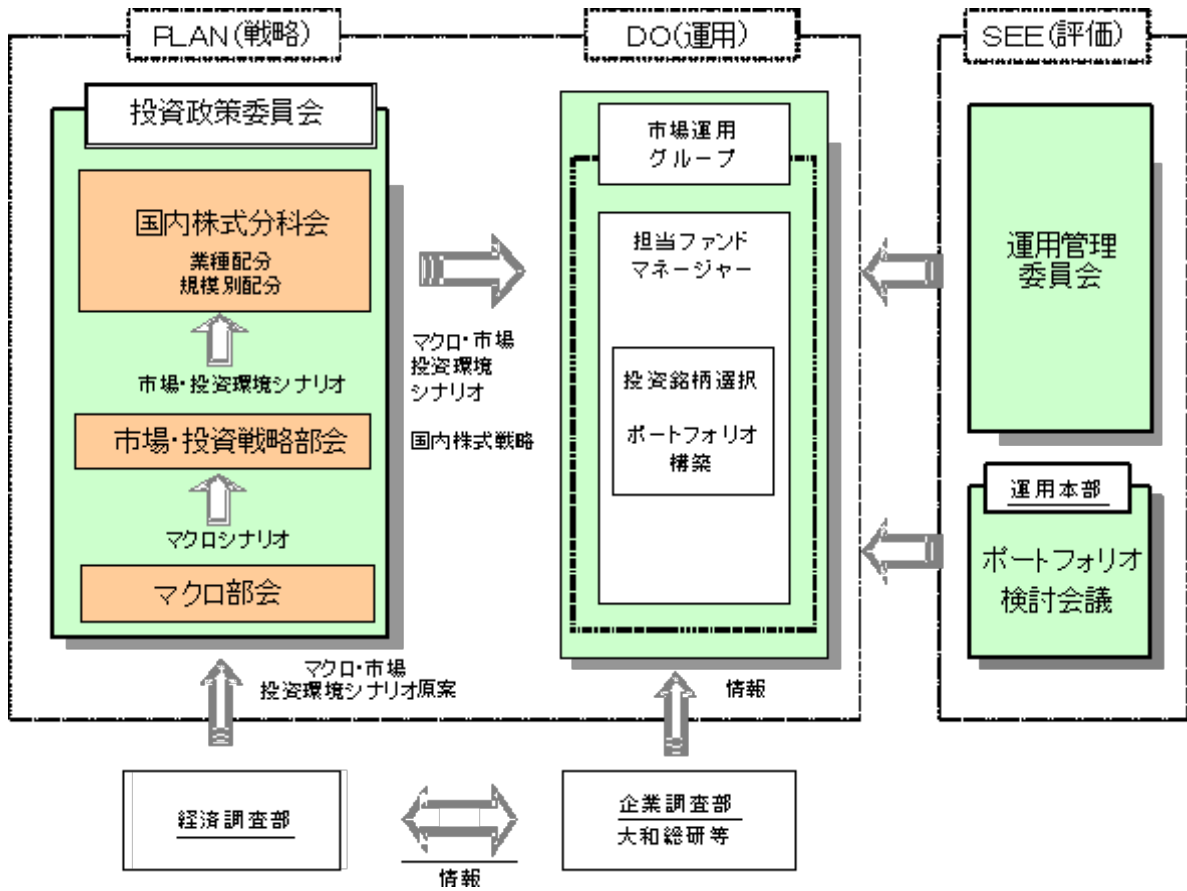 PLAN(戦略)
DO(運用)
SEE(評価)
投資政策委員会
国内株式分科会
業種配分
規模別配分
市場・投資環境シナリオ
市場・投資戦略部会
マクロシナリオ
マクロ部会
マクロ・市場
投資環境
シナリオ
国内株式戦略
市場運用
グループ
担当ファンド
マネージャー
投資銘柄選択
ポートフォリオ
構築
運用管理
委員会
運用本部
ポートフォリオ
検討会議
マクロ・市場
投資環境シナリオ原案
情報
経済調査部
情報
企業調査部
大和総研等